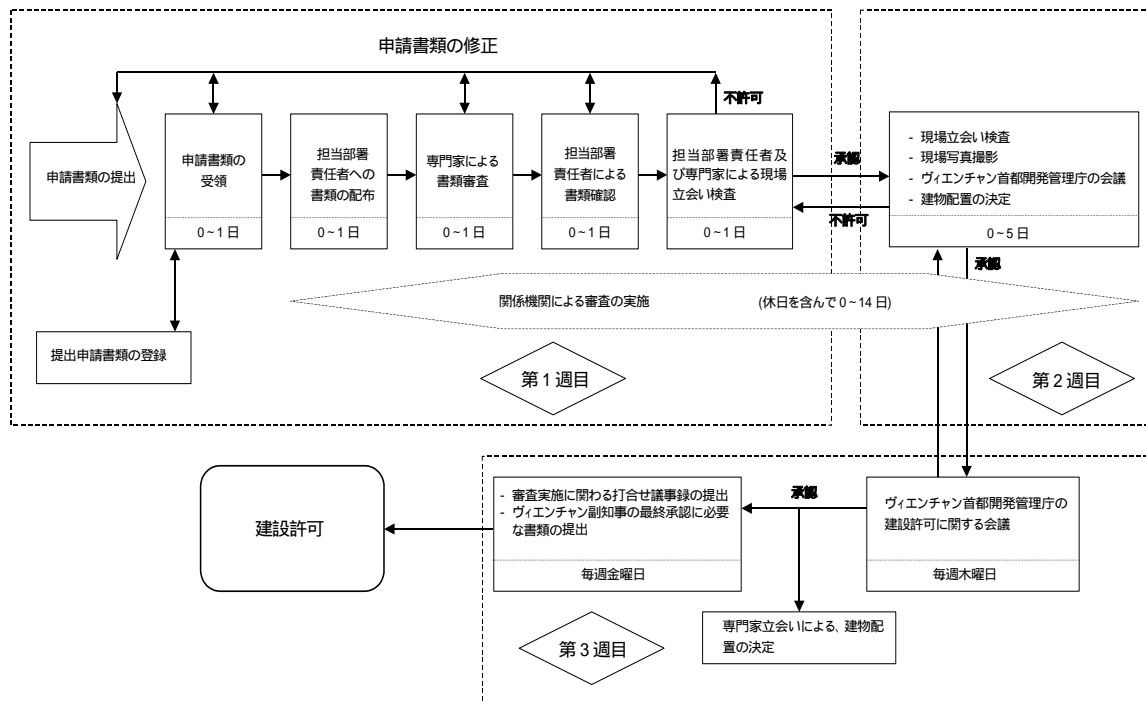 申請書類の修正
不許可
申請書類の提出
申請書類の
受領
0~1日
担当部署
責任者への
書類の配布
0~1日
専門家による
書類審査
0~1日
担当部署
責任者による
書類確認
0~1日
担当部署責任者及
び専門家による現場
立会い検査
0~1日
承認
不許可
- 現場立会い検査
- 現場写真撮影
- ヴィエンチャン首都開発管理庁の会議
- 建物配置の決定
0~5日
承認
関係機関による審査の実施 (休日を含んで0~14日)
提出申請書類の登録
第1週目
第2週目
建設許可
- 審査実施に関わる打合せ議事録の提出
- ヴィエンチャン副知事の最終承認に必要
な書類の提出
毎週金曜日
承認
ヴィエンチャン首都開発管理庁の
建設許可に関する会議
毎週木曜日
専門家立会いによる、建物配
置の決定
第3週目